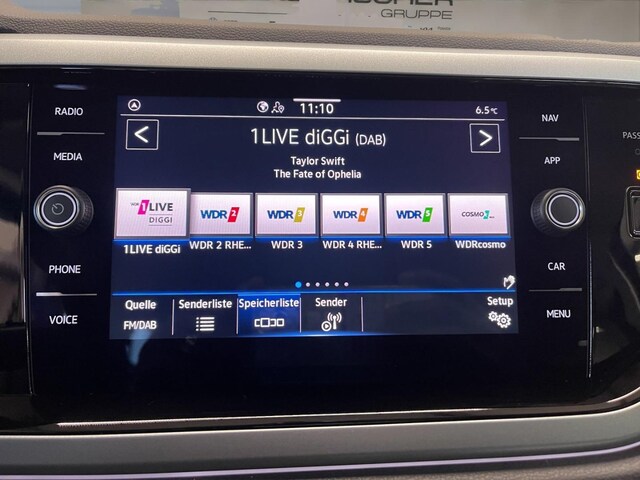 GRUPPE
RADIO
MEDIA
PHONE
VOICE
11:10
6.5°C
1LIVE diGGi (DAB)
Taylor Swift
The Fate of Ophelia
WDR 1LIVE DIGGI
WDR 2
WDR 3
WDR 4
WDR 5
COSMO
1LIVE diGGi
WDR 2 RHE...
WDR 3
WDR 4 RHE...
WDR 5
WDRcosmo
Quelle
FM/DAB
Senderliste
Speicherliste
Sender
Setup
NAV
APP
CAR
MENU
PASS